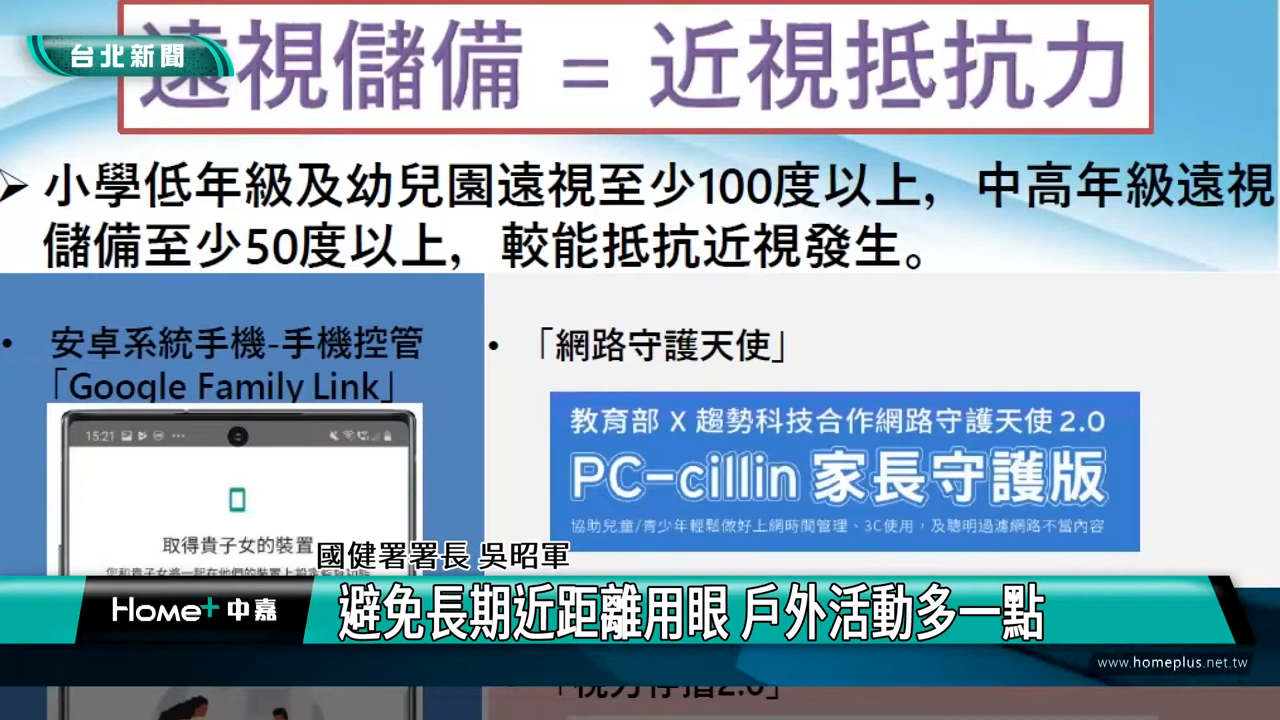 台北新聞
遠視儲備 = 近視抵抗力
➢ 小學低年級及幼兒園遠視至少100度以上，中高年級遠視
儲備至少50度以上，較能抵抗近視發生。
• 安卓系統手機-手機控管
「Google Family Link」
15:21
取得貴子女的裝置
• 「網路守護天使」
教育部 X 趨勢科技合作網路守護天使 2.0
PC-cillin 家長守護版
協助兒童/青少年輕鬆做好上網時間管理、3C使用，及聰明過濾網路不當內容
國健署署長 吳昭軍
Home+ 中嘉
避免長期近距離用眼 戶外活動多一點
www.homeplus.net.tw